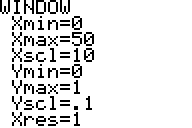 WINDOW
Xmin=0
Xmax=50
Xscl=10
Ymin=0
Ymax=1
Yscl=.1
Xres=1